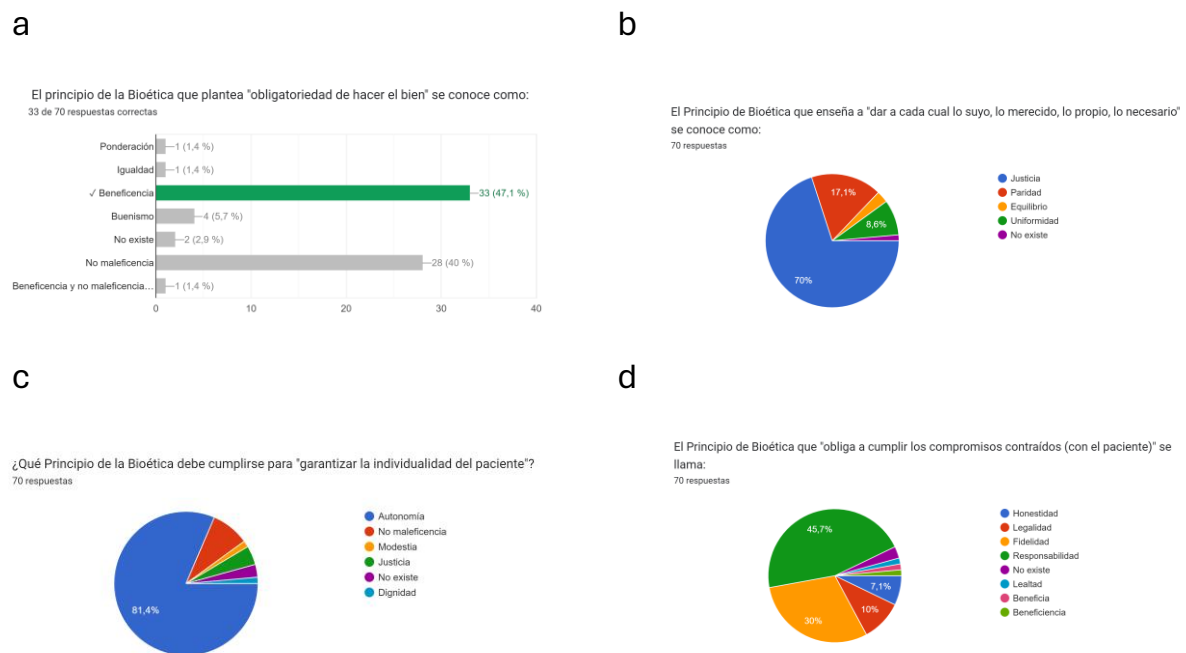 a
El principio de la Bioética que plantea "obligatoriedad de hacer el bien" se conoce como:
33 de 70 respuestas correctas
Ponderación
1 (1,4 %)
Igualdad
1 (1,4 %)
✓ Beneficencia
33 (47,1 %)
Buenismo
4 (5,7 %)
No existe
2 (2,9 %)
No maleficencia
28 (40 %)
Beneficencia y no maleficencia…
1 (1,4 %)
0 10 20 30 40
b
El Principio de Bioética que enseña a "dar a cada cual lo suyo, lo merecido, lo propio, lo necesario"
se conoce como:
70 respuestas
17,1%
8,6%
70%
Justicia
Paridad
Equilibrio
Uniformidad
No existe
c
¿Qué Principio de la Bioética debe cumplirse para "garantizar la individualidad del paciente"?
70 respuestas
81,4%
Autonomía
No maleficencia
Modestia
Justicia
No existe
Dignidad
d
El Principio de Bioética que "obliga a cumplir los compromisos contraídos (con el paciente)" se
llama:
70 respuestas
45,7%
7,1%
10%
30%
Honestidad
Legalidad
Fidelidad
Responsabilidad
No existe
Lealtad
Beneficia
Beneficiencia